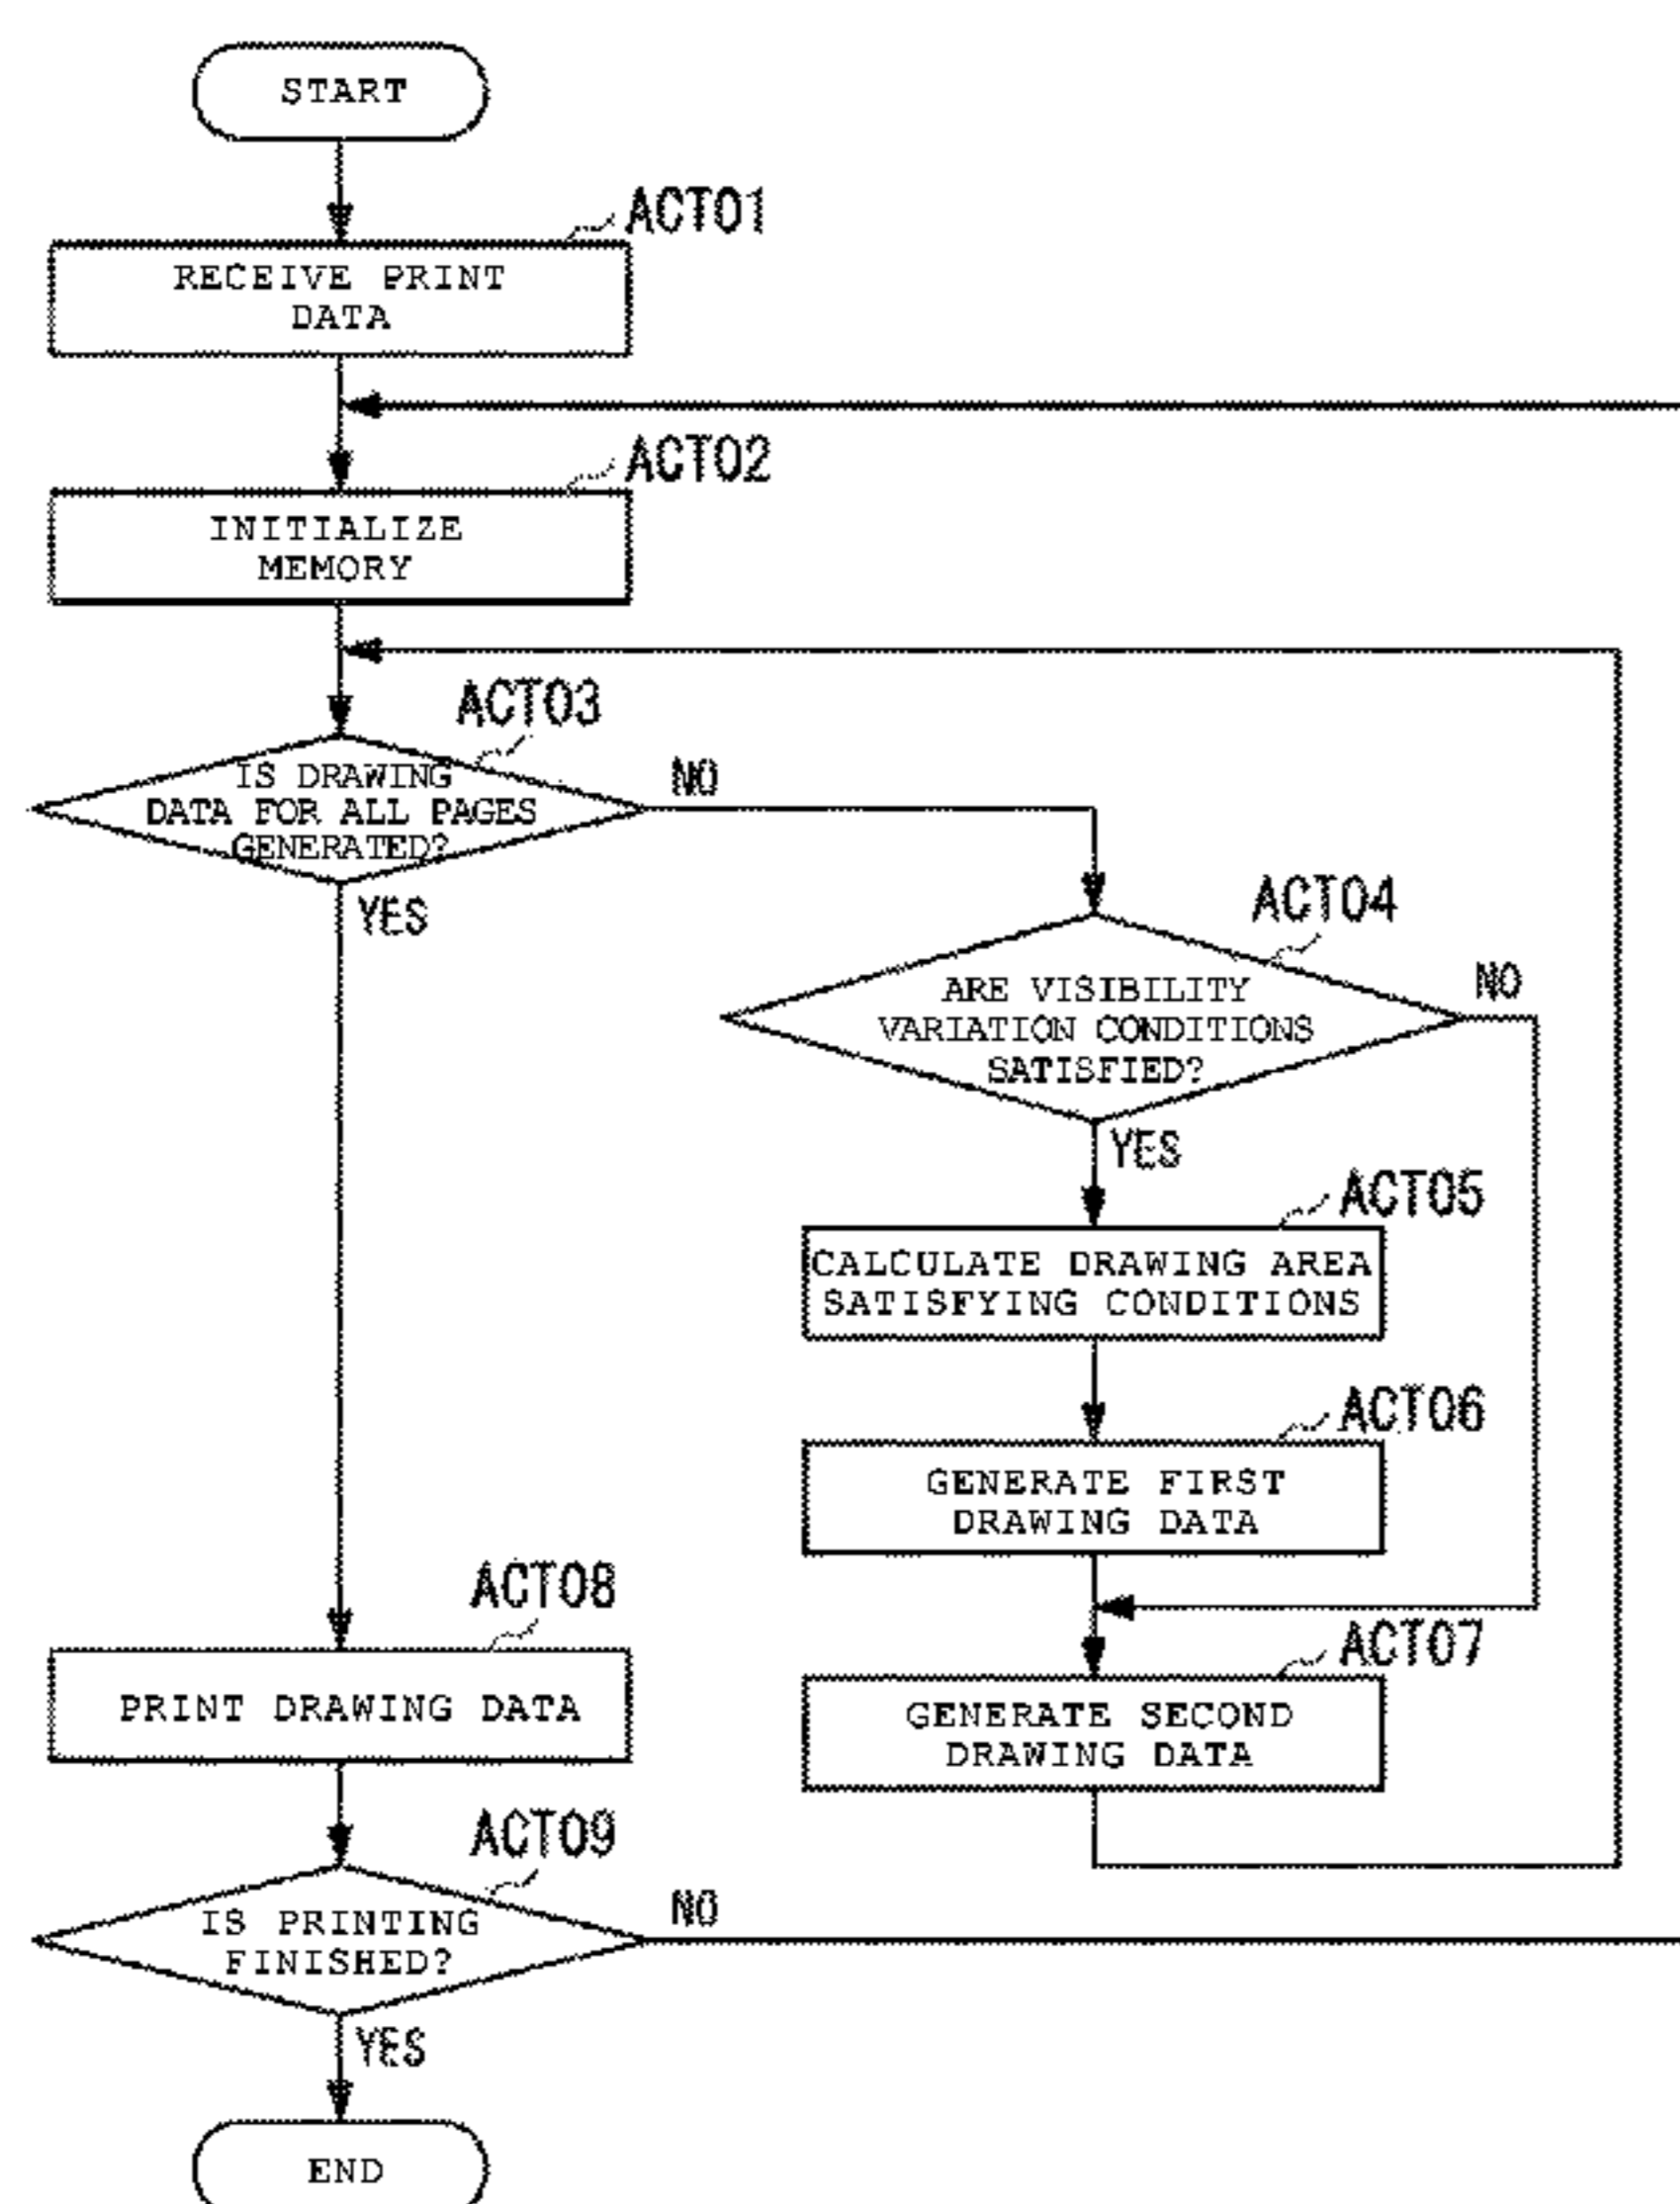 START
ACT01
RECEIVE PRINT
DATA
ACT02
INITIALIZE
MEMORY
ACT03
IS DRAWING
DATA FOR ALL PAGES
GENERATED?
NO
YES
ACT04
ARE VISIBILITY
VARIATION CONDITIONS
SATISFIED?
NO
YES
ACT05
CALCULATE DRAWING AREA
SATISFYING CONDITIONS
ACT06
GENERATE FIRST
DRAWING DATA
ACT07
GENERATE SECOND
DRAWING DATA
ACT08
PRINT DRAWING DATA
ACT09
IS PRINTING
FINISHED?
NO
YES
END